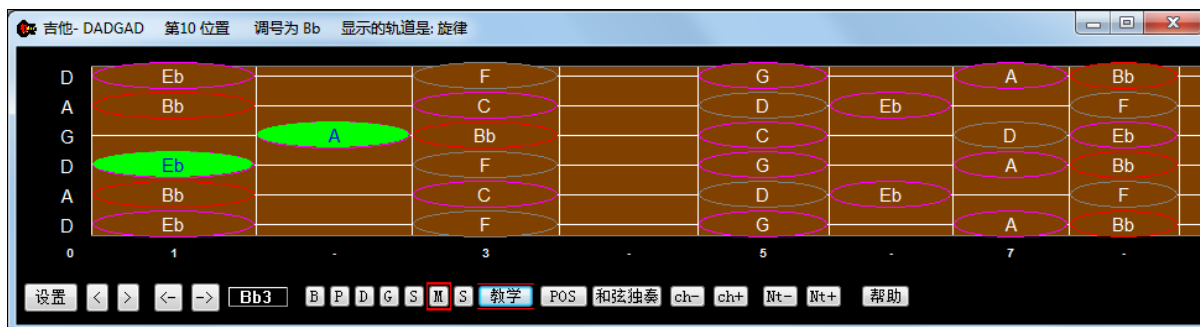 吉他- DADGAD 第10 位置 调号为 Bb 显示的轨道是: 旋律
D Eb F G A Bb
A Bb C D Eb F
G A Bb C D Eb
D Eb F G A Bb
A Bb C D Eb F
D Eb F G A Bb
0 1 - 3 - 5 - 7 -
设置 < > <- -> Bb3 B P D G S M S 教学 POS 和弦独奏 ch- ch+ Nt- Nt+ 帮助